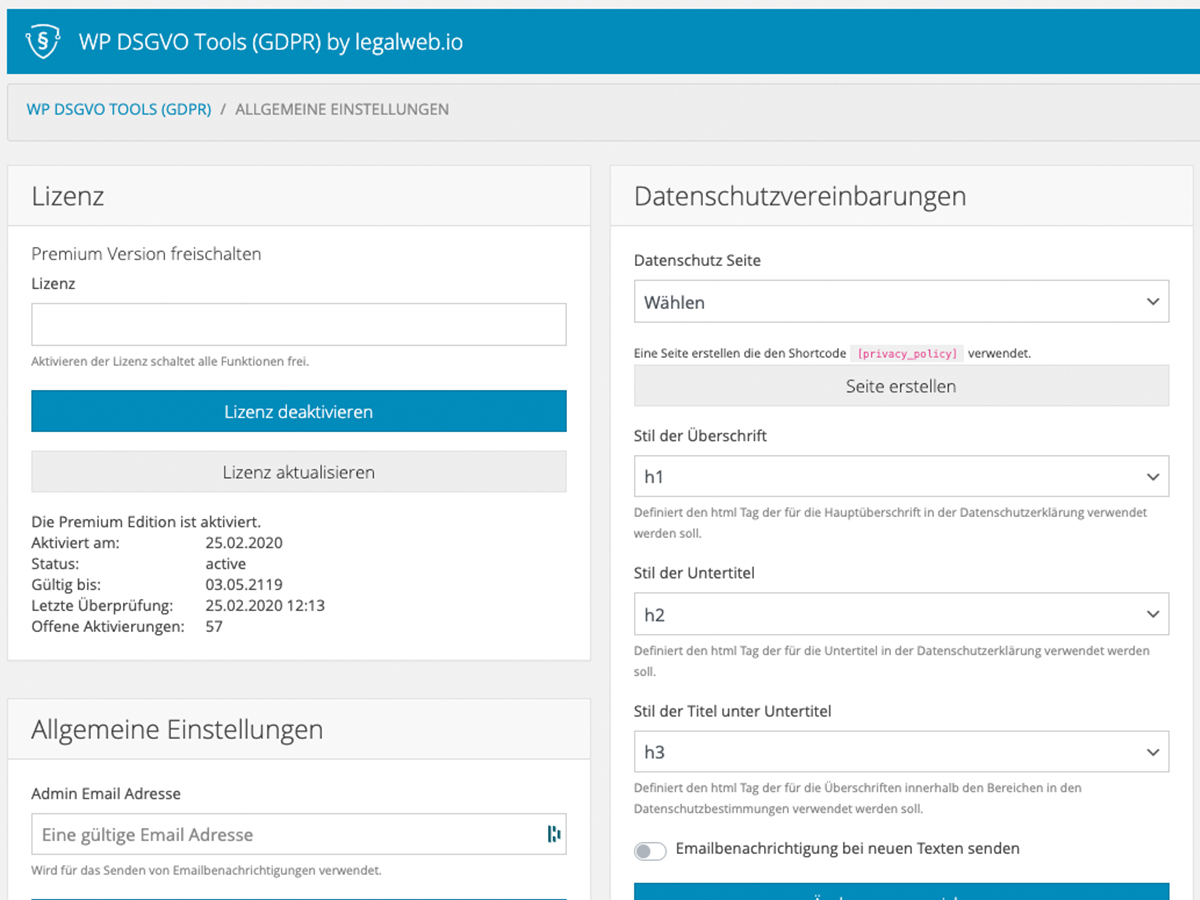 WP DSGVO Tools (GDPR) by legalweb.io
WP DSGVO TOOLS (GDPR) / ALLGEMEINE EINSTELLUNGEN
Lizenz
Premium Version freischalten
Lizenz
Aktivieren der Lizenz schaltet alle Funktionen frei.
Lizenz deaktivieren
Lizenz aktualisieren
Die Premium Edition ist aktiviert.
Aktiviert am: 25.02.2020
Status: active
Gültig bis: 03.05.2119
Letzte Überprüfung: 25.02.2020 12:13
Offene Aktivierungen: 57
Allgemeine Einstellungen
Admin Email Adresse
Eine gültige Email Adresse
Wird für das Senden von Emailbenachrichtigungen verwendet.
Datenschutzvereinbarungen
Datenschutz Seite
Wählen
Eine Seite erstellen die den Shortcode [privacy_policy] verwendet.
Seite erstellen
Stil der Überschrift
h1
Definiert den html Tag der für die Hauptüberschrift in der Datenschutzerklärung verwendet
werden soll.
Stil der Untertitel
h2
Definiert den html Tag der für die Untertitel in der Datenschutzerklärung verwendet werden
soll.
Stil der Titel unter Untertitel
h3
Definiert den html Tag der für die Überschriften innerhalb den Bereichen in den
Datenschutzbestimmungen verwendet werden soll.
Emailbenachrichtigung bei neuen Texten senden